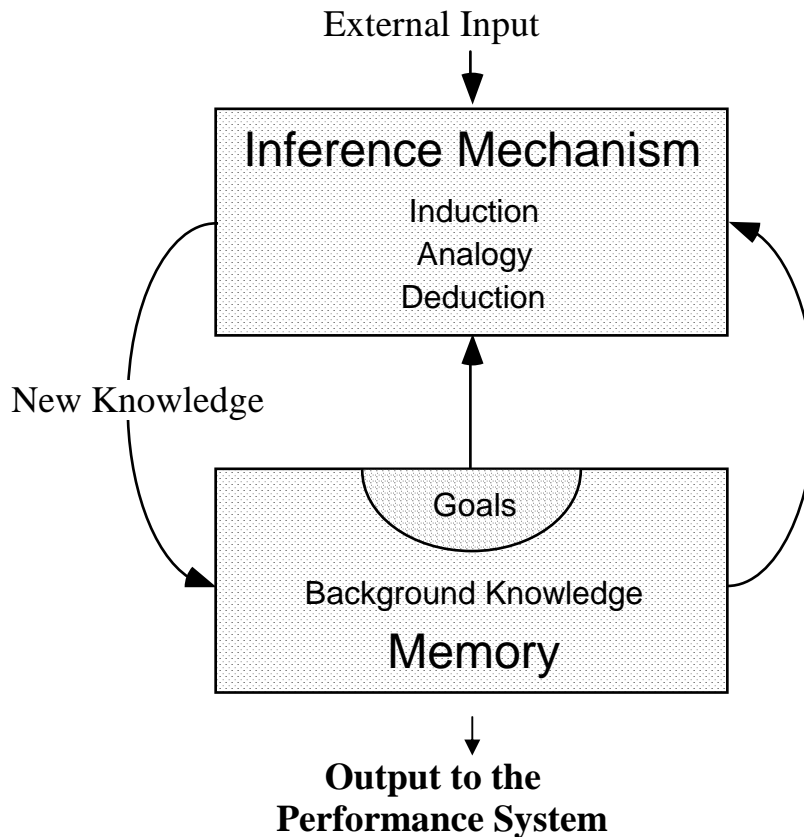 External Input
Inference Mechanism
Induction
Analogy
Deduction
New Knowledge
Goals
Background Knowledge
Memory
Output to the
Performance System